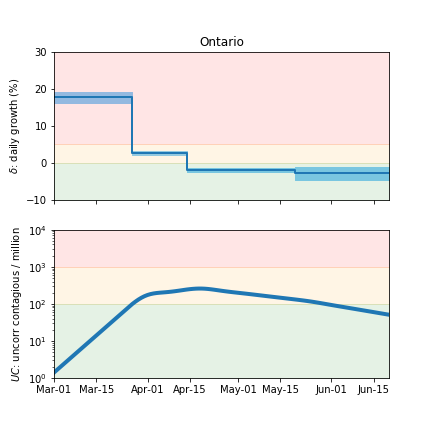 Ontario
δ: daily growth (%)
30
20
10
0
−10
UC: uncorr contagious / million
10⁴
10³
10²
10¹
10⁰
Mar-01 Mar-15 Apr-01 Apr-15 May-01 May-15 Jun-01 Jun-15